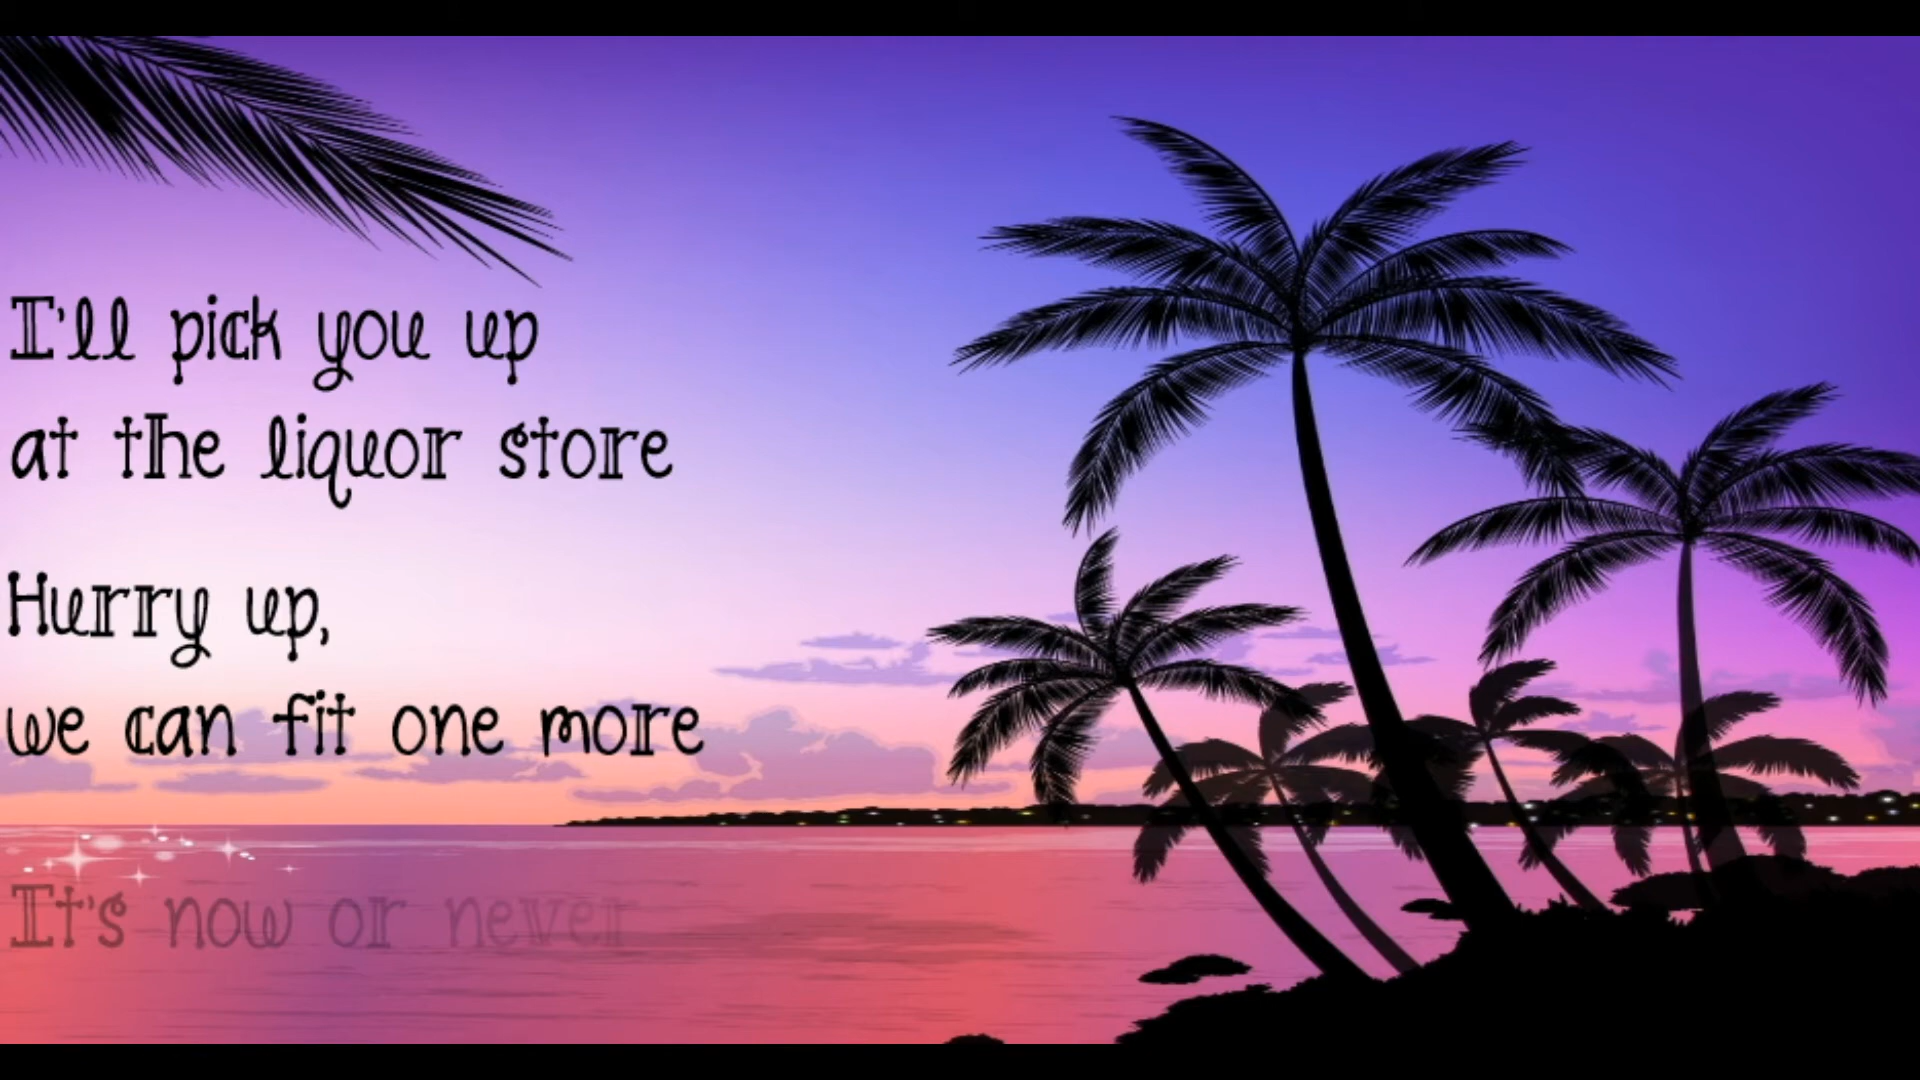 I'll pick you up
at the liquor store
Hurry up,
we can fit one more
It's now or never